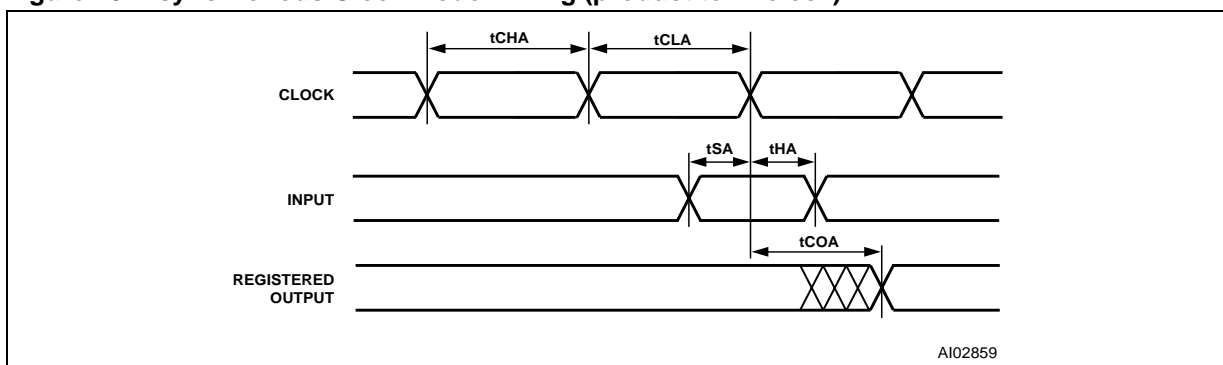 tCHA tCLA
CLOCK
tSA tHA
INPUT
tCOA
REGISTERED
OUTPUT
AI02859